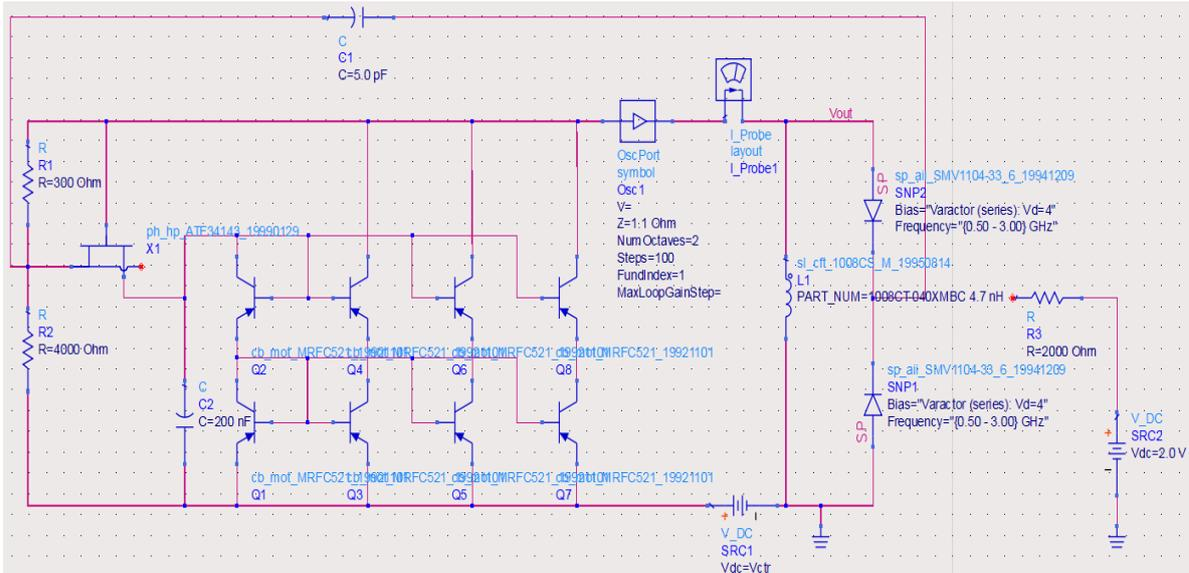 C
C1
C=5.0 pF
R
R1
R=300 Ohm
ph_hp_ATF34143_19990129
X1
R
R2
R=4000 Ohm
C
C2
C=200 nF
Q2
Q4
Q6
cb_mot_MRFC521_19921101
Q8
Q1
Q3
Q5
cb_mot_MRFC521_19921101
Q7
OscPort
symbol
Osc1
V=
Z=1.1 Ohm
NumOctaves=2
Steps=100
FundIndex=1
MaxLoopGainStep=
I_Probe
layout
I_Probe1
Vout
SP
sp_aii_SMV1104-33_6_19941209
SNP2
Bias="Varactor (series): Vd=4"
Frequency="{0.50 - 3.00} GHz"
sl_cft_1008CS_M_19950814
L1
PART_NUM=1008CT-040XMBC 4.7 nH
R
R3
R=2000 Ohm
sp_aii_SMV1104-33_6_19941209
SNP1
Bias="Varactor (series): Vd=4"
Frequency="{0.50 - 3.00} GHz"
SP
V_DC
SRC2
Vdc=2.0 V
V_DC
SRC1
Vdc=Vctr